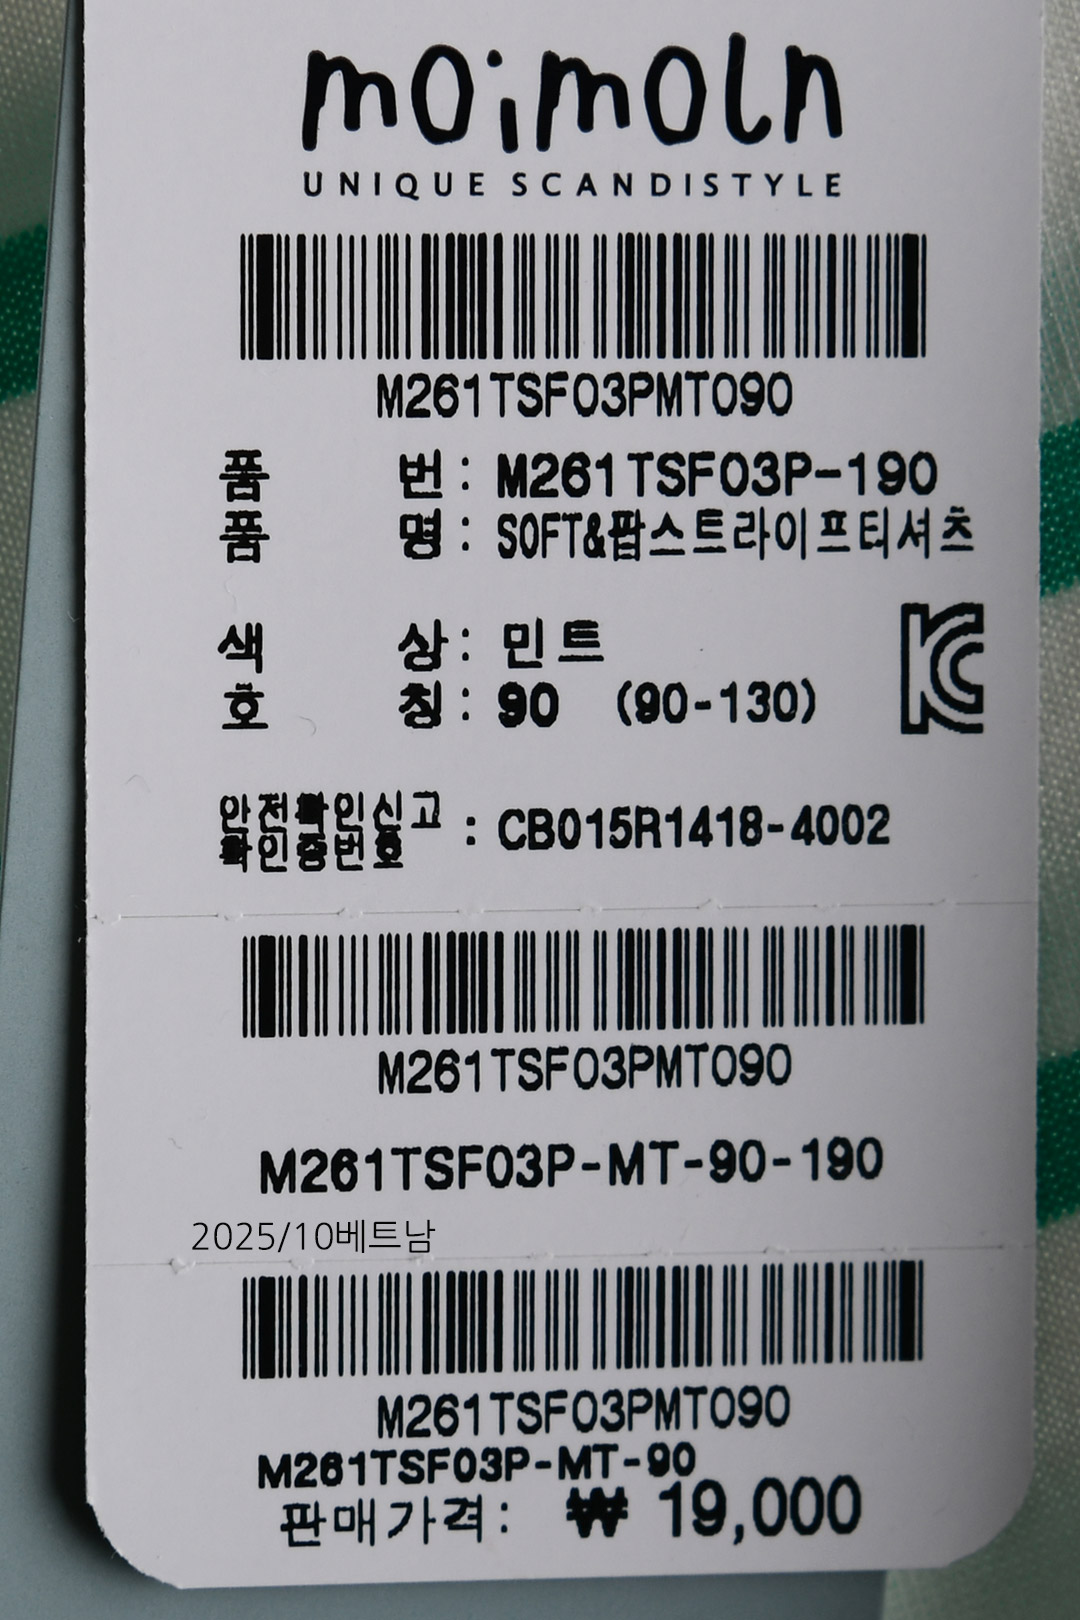 moimoln
UNIQUE SCANDISTYLE
M261TSF03PMT090
품 번 : M261TSF03P-190
품 명 : SOFT&팝스트라이프티셔츠
색 상 : 민트
호 칭 : 90 (90-130)
KC
안전확인신고
확인증번호 : CB015R1418-4002
M261TSF03PMT090
M261TSF03P-MT-90-190
2025/10베트남
M261TSF03PMT090
M261TSF03P-MT-90
판매가격 : ₩ 19,000